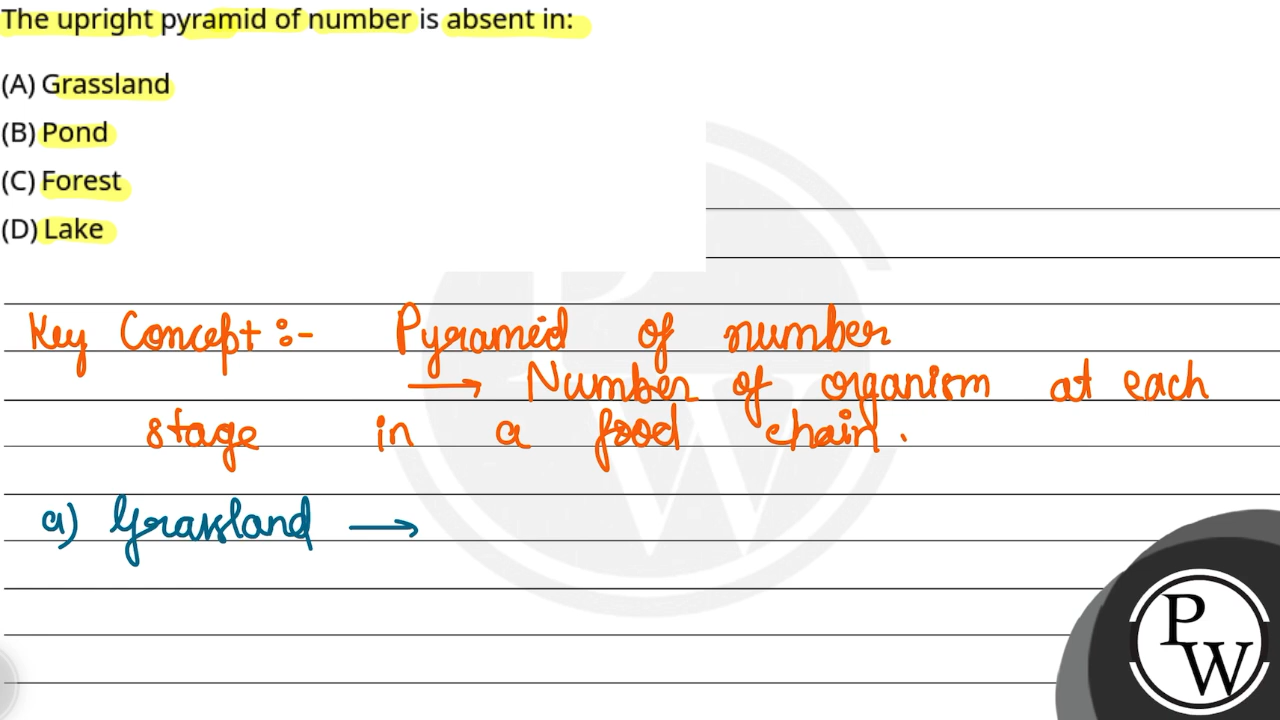 The upright pyramid of number is absent in:
(A) Grassland
(B) Pond
(C) Forest
(D) Lake
Key Concept :- Pyramid of number
→ Number of organism at each
stage in a food chain.
a) Grassland →
P
W